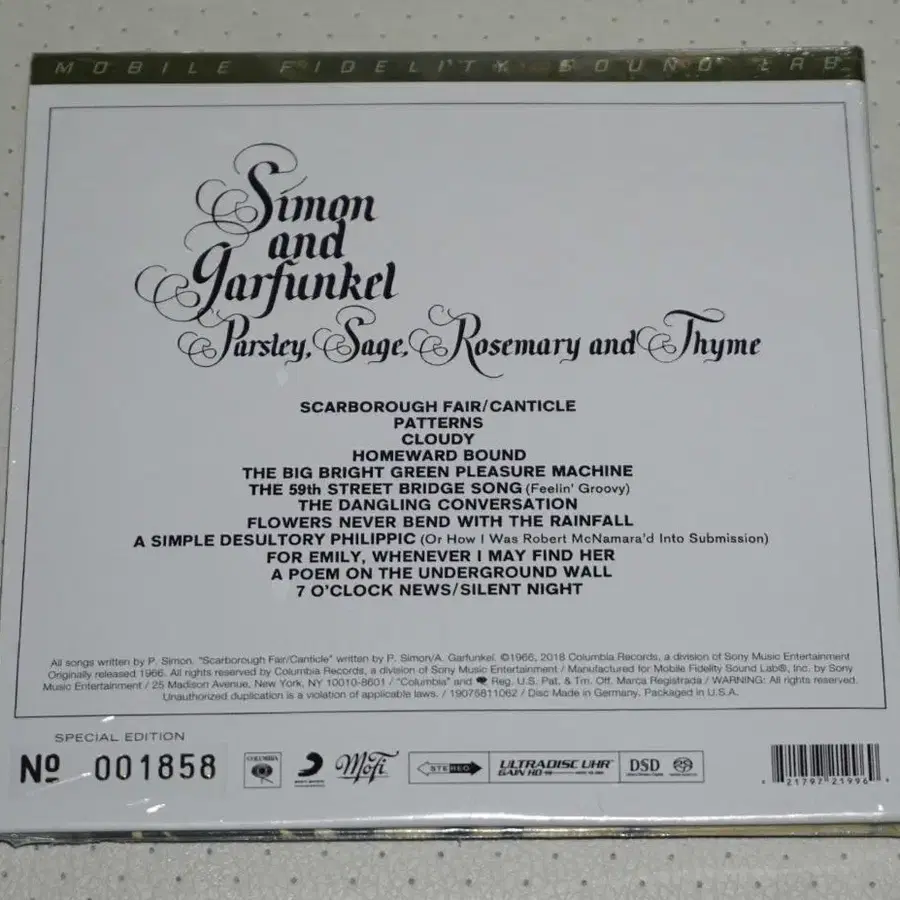 MOBILE FIDELITY SOUND LAB
Simon
and
Garfunkel
Parsley, Sage, Rosemary and Thyme
SCARBOROUGH FAIR/CANTICLE
PATTERNS
CLOUDY
HOMEWARD BOUND
THE BIG BRIGHT GREEN PLEASURE MACHINE
THE 59th STREET BRIDGE SONG (Feelin' Groovy)
THE DANGLING CONVERSATION
FLOWERS NEVER BEND WITH THE RAINFALL
A SIMPLE DESULTORY PHILIPPIC (Or How I Was Robert McNamara'd Into Submission)
FOR EMILY, WHENEVER I MAY FIND HER
A POEM ON THE UNDERGROUND WALL
7 O'CLOCK NEWS/SILENT NIGHT
All songs written by P. Simon. "Scarborough Fair/Canticle" written by P. Simon/A. Garfunkel. ©1966, 2018 Columbia Records, a division of Sony Music Entertainment
Originally released 1966. All rights reserved by Columbia Records, a division of Sony Music Entertainment / Manufactured for Mobile Fidelity Sound Lab®, Inc. by Sony
Music Entertainment / 25 Madison Avenue, New York, NY 10010-8601 / "Columbia" and Reg. U.S. Pat. & Tm. Off. Marca Registrada / WARNING: All rights reserved.
Unauthorized duplication is a violation of applicable laws. / 19075811062 / Disc Made in Germany. Packaged in U.S.A.
SPECIAL EDITION
Nº 001858
COLUMBIA
MoFi
STEREO
ULTRADISC UHR™
GAIN HD
DSD
8 21797 21996